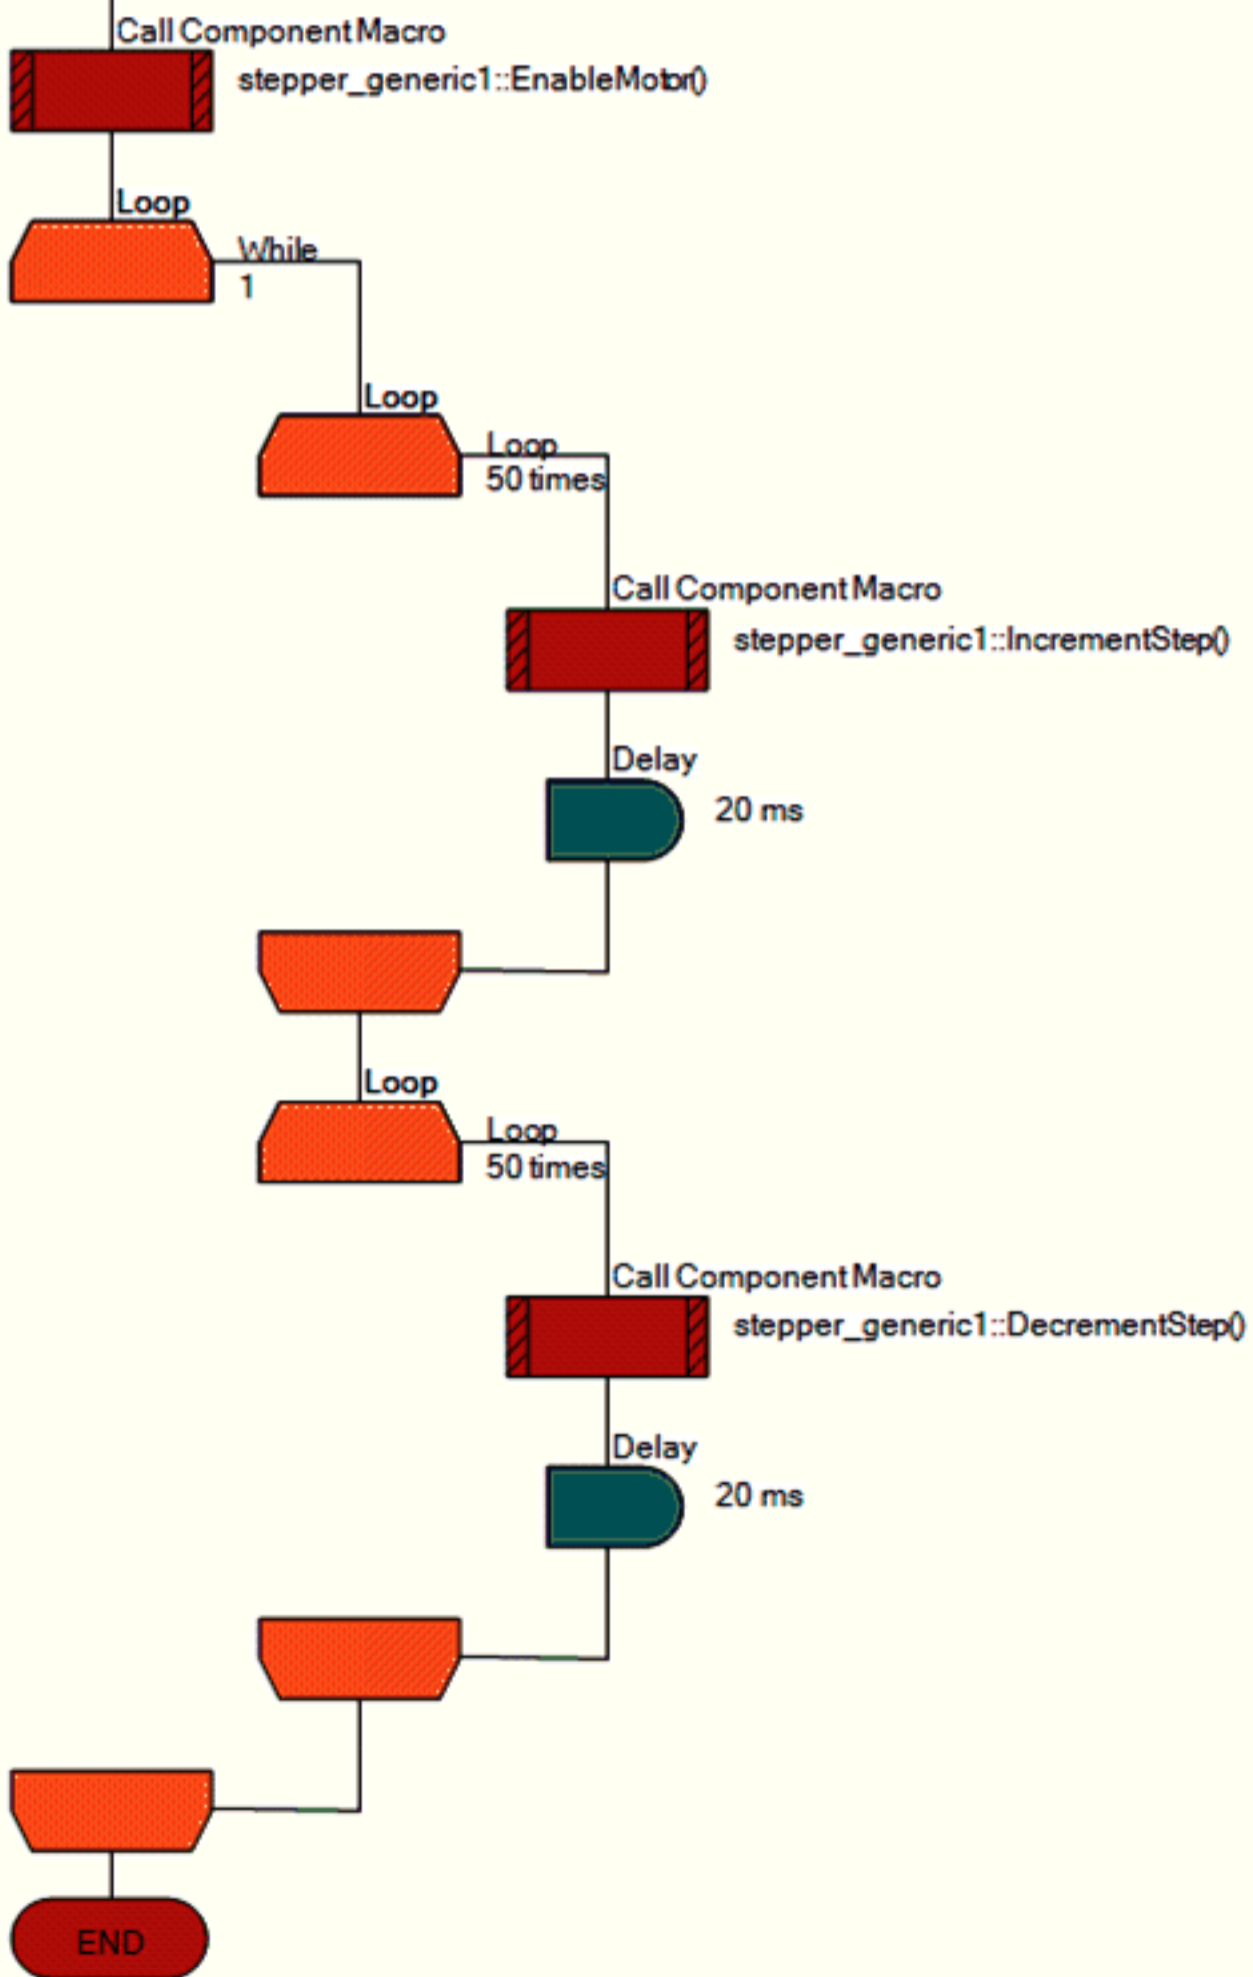 Call Component Macro
stepper_generic1::EnableMotor()
Loop
While
1
Loop
Loop
50 times
Call Component Macro
stepper_generic1::IncrementStep()
Delay
20 ms
Loop
Loop
50 times
Call Component Macro
stepper_generic1::DecrementStep()
Delay
20 ms
END